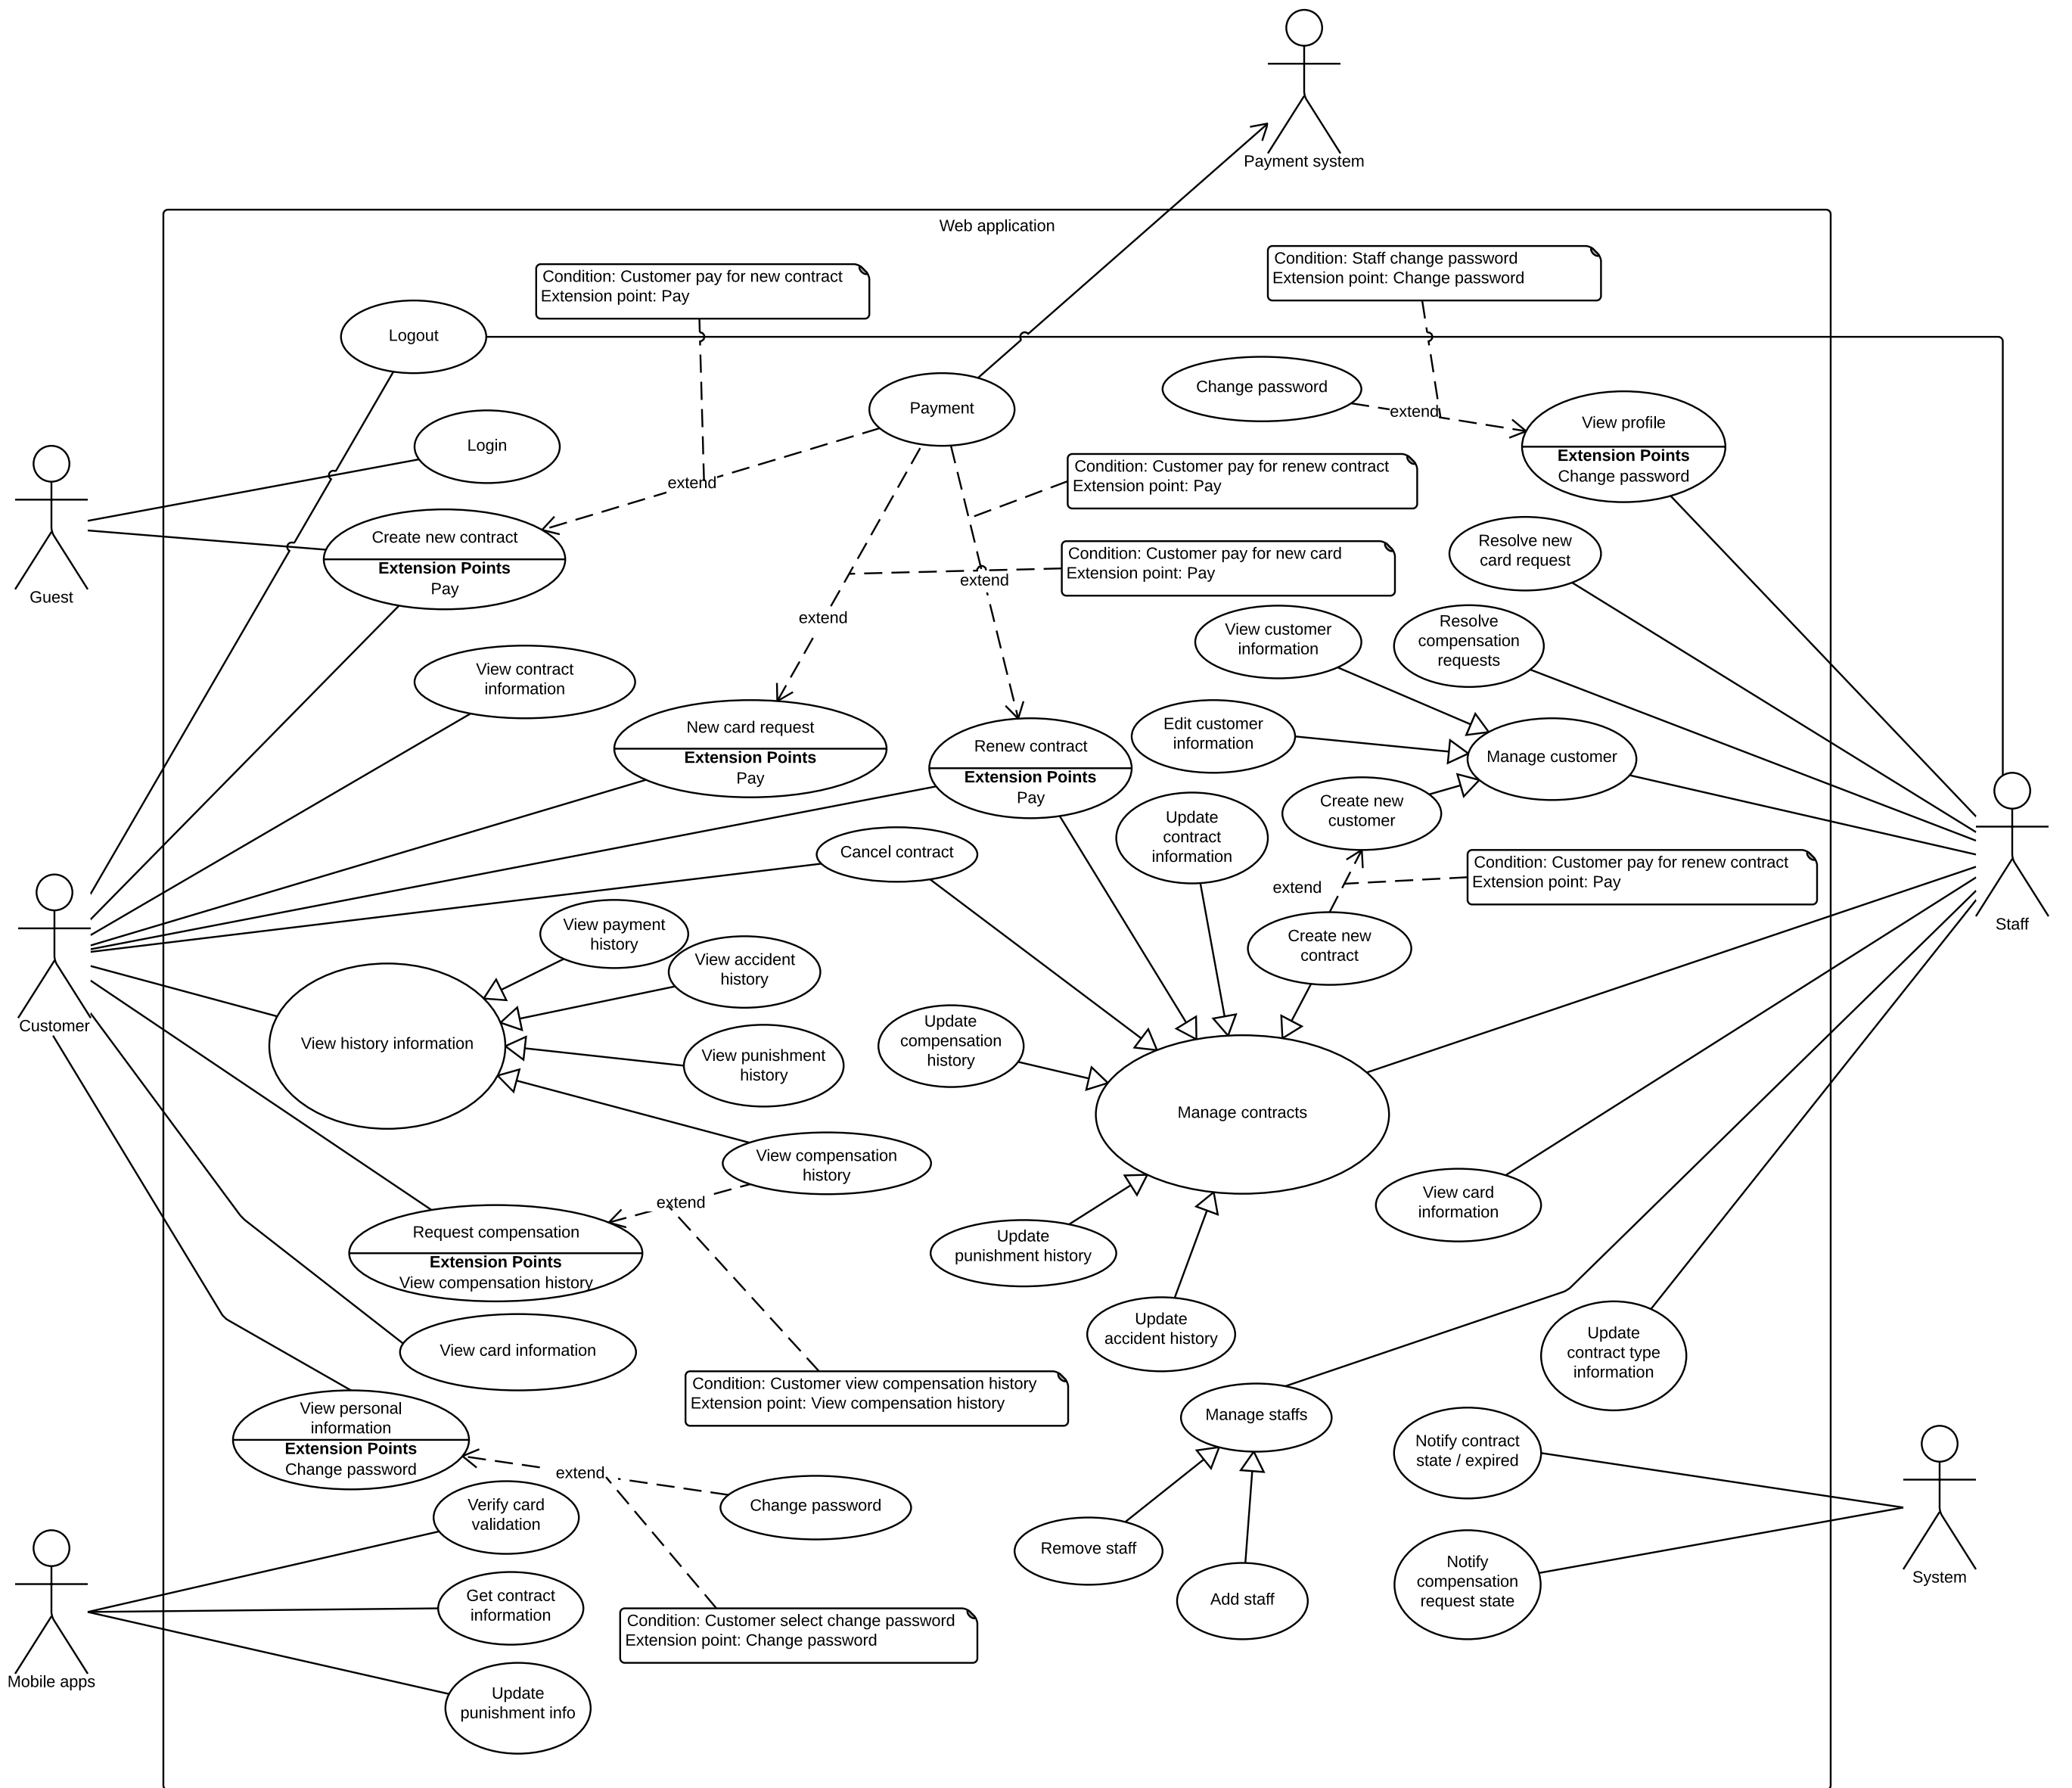 Payment system
Web application
Condition: Customer pay for new contract
Extension point: Pay
Condition: Staff change password
Extension point: Change password
Logout
Payment
Change password
extend
View profile
Extension Points
Change password
Login
Guest
extend
Condition: Customer pay for renew contract
Extension point: Pay
Create new contract
Extension Points
Pay
Condition: Customer pay for new card
Extension point: Pay
extend
extend
Resolve new
card request
View customer
information
Resolve
compensation
requests
View contract
information
New card request
Extension Points
Pay
Renew contract
Extension Points
Pay
Edit customer
information
Manage customer
Create new
customer
Update
contract
information
Cancel contract
extend
Condition: Customer pay for renew contract
Extension point: Pay
Staff
Create new
contract
View payment
history
View accident
history
Customer
View history information
View punishment
history
Update
compensation
history
Manage contracts
View compensation
history
extend
Request compensation
Extension Points
View compensation history
Update
punishment history
View card
information
Update
accident history
View card information
Update
contract type
information
Condition: Customer view compensation history
Extension point: View compensation history
Manage staffs
View personal
information
Extension Points
Change password
extend
Change password
Notify contract
state / expired
Verify card
validation
Remove staff
Add staff
System
Notify
compensation
request state
Get contract
information
Condition: Customer select change password
Extension point: Change password
Mobile apps
Update
punishment info